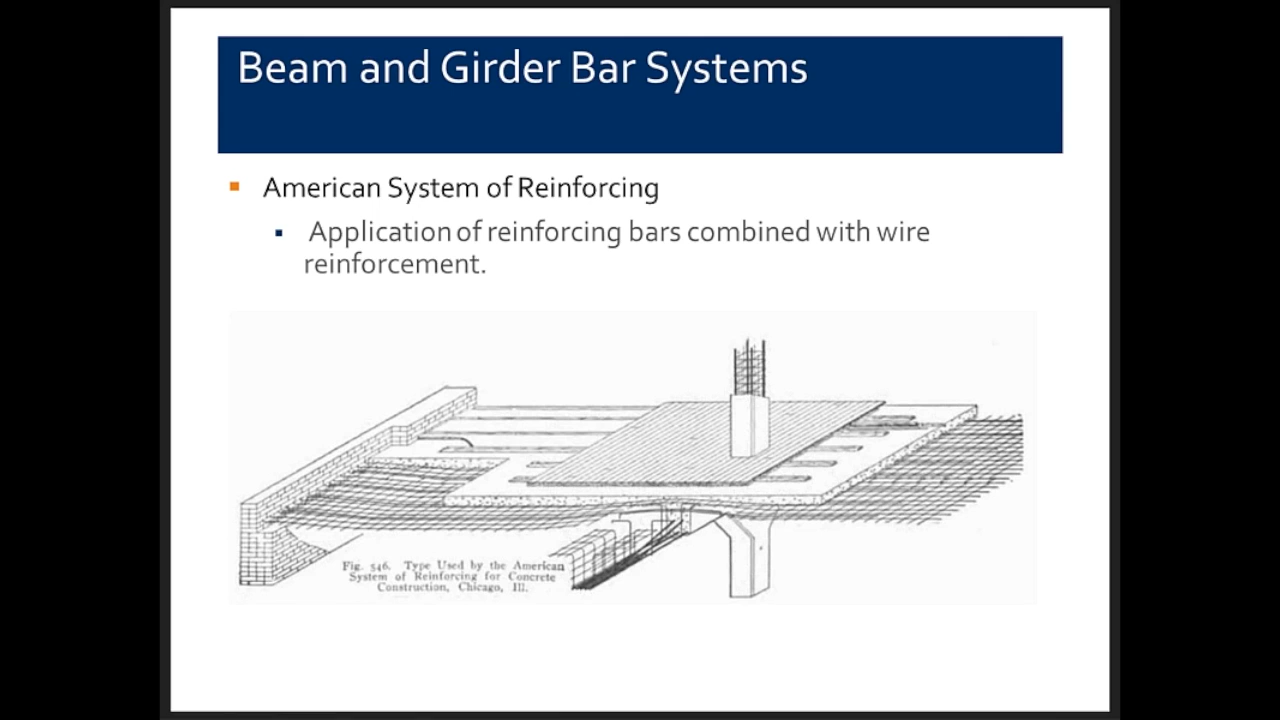 Beam and Girder Bar Systems
American System of Reinforcing
Application of reinforcing bars combined with wire
reinforcement.
Fig. 546. Type Used by the American
System of Reinforcing for Concrete
Construction, Chicago, Ill.